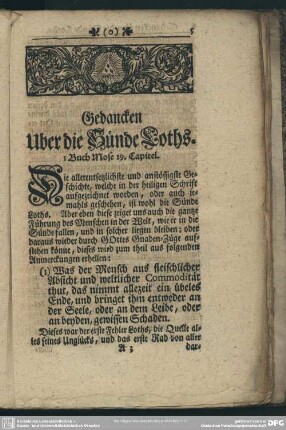 (0) 5
Gedancken
Uber die Sünde Loths.
1 Buch Mose 19. Capitel.
Die allerentsetzlichste und anstößigste Ge-
schichte, welche in der heiligen Schrifft
aufgezeichnet worden, oder auch je-
mahls geschehen, ist wohl die Sünde
Loths. Aber eben diese zeiget uns auch die gantze
Führung des Menschen in der Welt, wie er in die
Sünde fallen, und in solcher liegen bleiben; oder
daraus wieder durch GOttes Gnaden-Züge auf-
stehen könne, dieses wird zum theil aus folgenden
Anmerckungen erhellen:
(1) Was der Mensch aus fleischlicher
Absicht und weltlicher Commodität
thut, das nimmt allezeit ein übeles
Ende, und bringet ihm entweder an
der Seele, oder an dem Leibe, oder
an beyden, gewissen Schaden.
Dieses war der erste Fehler Loths, die Quelle al-
les seines Unglücks, und das erste Rad von aller
A 3 dar-